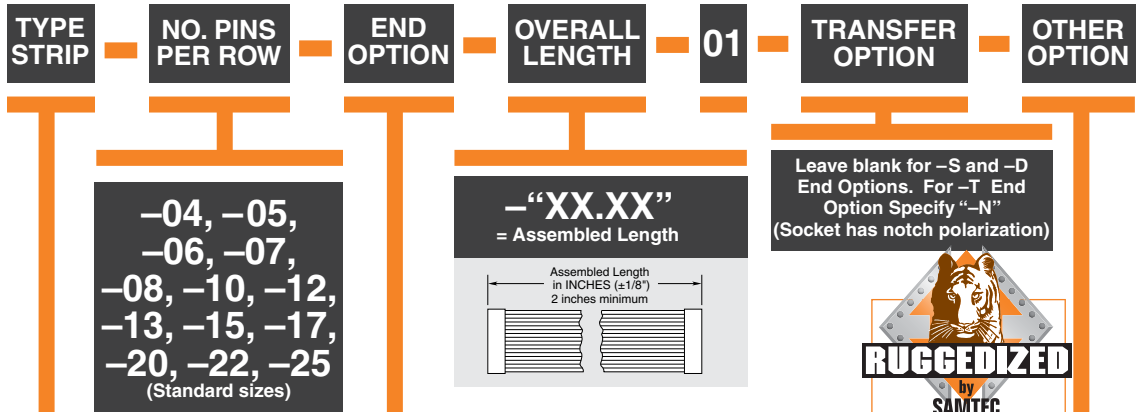 TYPE
STRIP
NO. PINS
PER ROW
END
OPTION
OVERALL
LENGTH
01
TRANSFER
OPTION
OTHER
OPTION
–04, –05,
–06, –07,
–08, –10, –12,
–13, –15, –17,
–20, –22, –25
(Standard sizes)
–“XX.XX”
= Assembled Length
Assembled Length
in INCHES (±1/8")
2 inches minimum
Leave blank for –S and –D
End Options. For –T End
Option Specify “–N”
(Socket has notch polarization)
RUGGEDIZED
by
SAMTEC